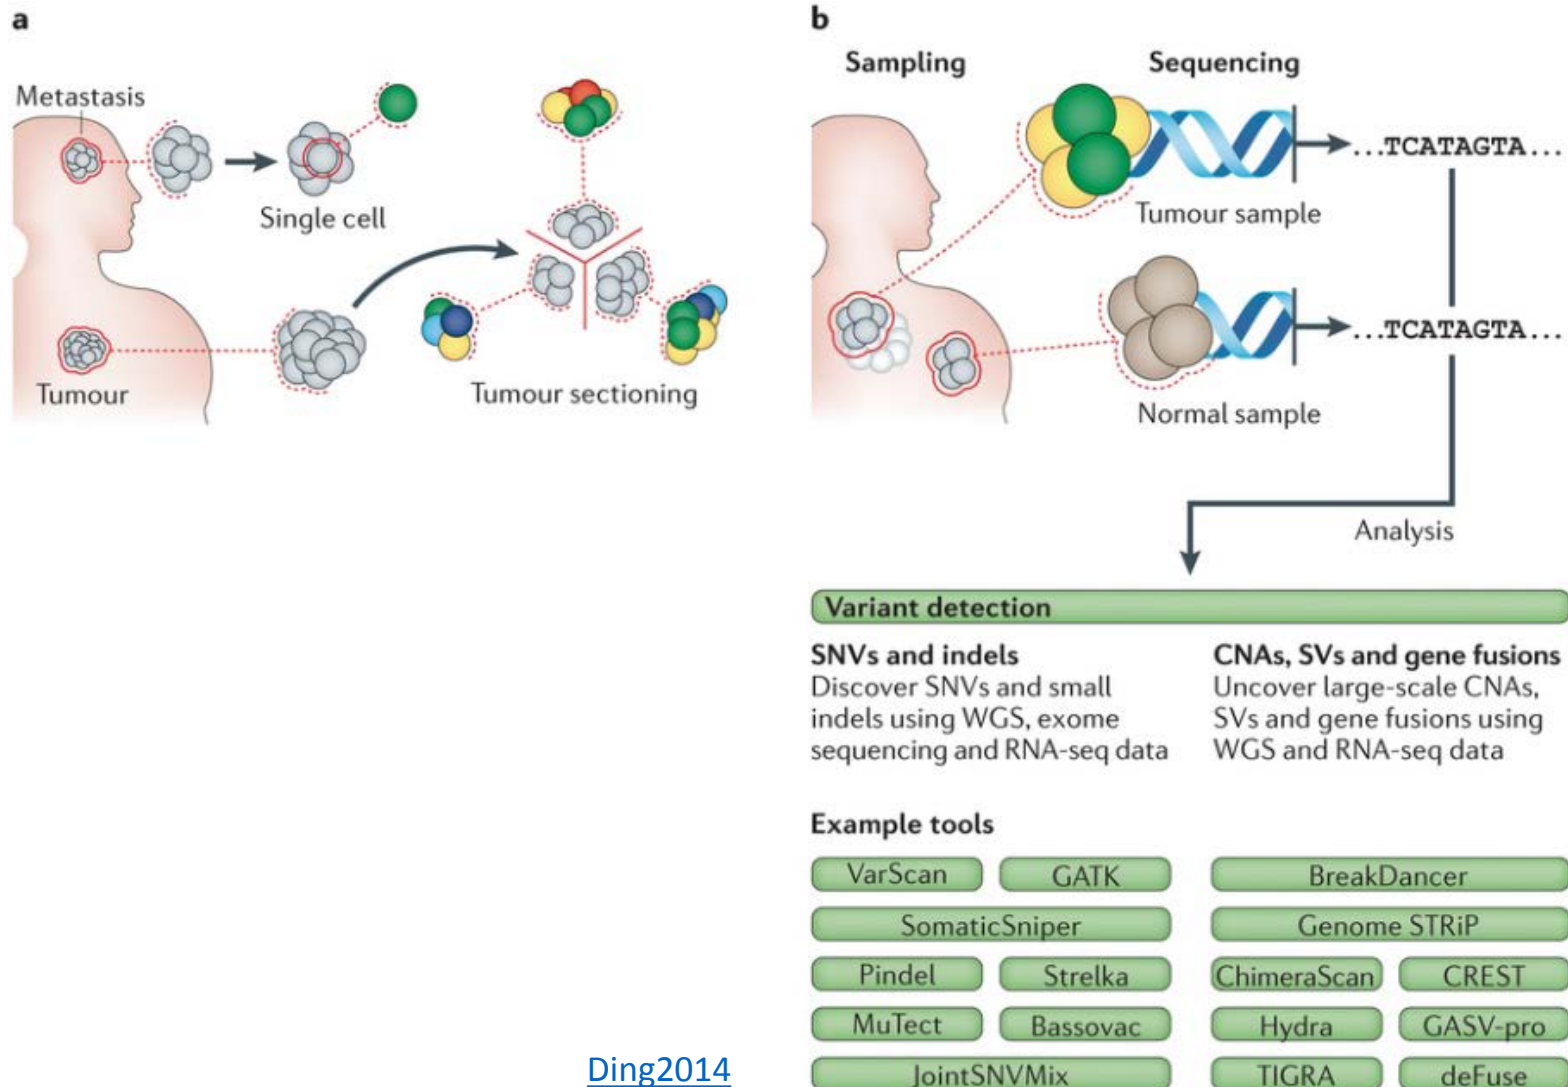 a
Metastasis
Single cell
Tumour
Tumour sectioning
b
Sampling
Sequencing
...TCATAGTA...
Tumour sample
...TCATAGTA...
Normal sample
Analysis
Variant detection
SNVs and indels
Discover SNVs and small
indels using WGS, exome
sequencing and RNA-seq data
CNAs, SVs and gene fusions
Uncover large-scale CNAs,
SVs and gene fusions using
WGS and RNA-seq data
Example tools
VarScan
GATK
SomaticSniper
Pindel
Strelka
MuTect
Bassovac
JointSNVMix
BreakDancer
Genome STRiP
ChimeraScan
CREST
Hydra
GASV-pro
TIGRA
deFuse
Ding2014